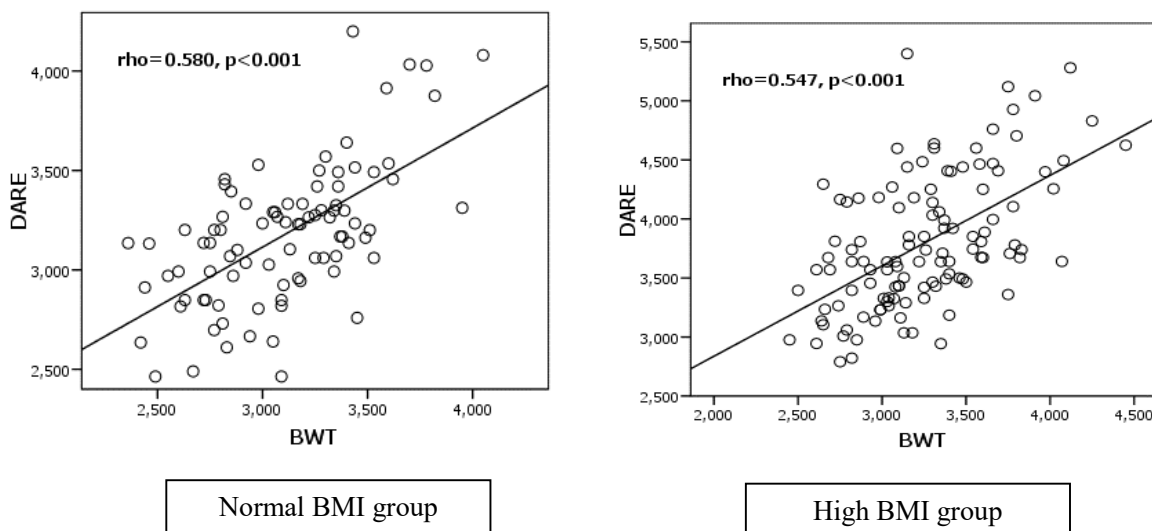 rho=0.580, p<0.001
4,000
3,500
3,000
2,500
DARE
2,500 3,000 3,500 4,000
BWT
Normal BMI group
rho=0.547, p<0.001
5,500
5,000
4,500
4,000
3,500
3,000
2,500
DARE
2,000 2,500 3,000 3,500 4,000 4,500
BWT
High BMI group